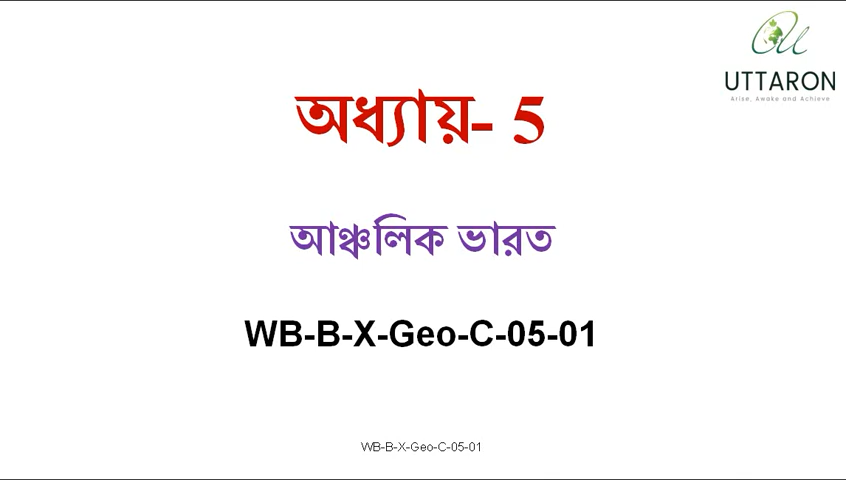 UTTARON
Arise, Awake and Achieve
অধ্যায়- 5
আঞ্চলিক ভারত
WB-B-X-Geo-C-05-01
WB-B-X-Geo-C-05-01